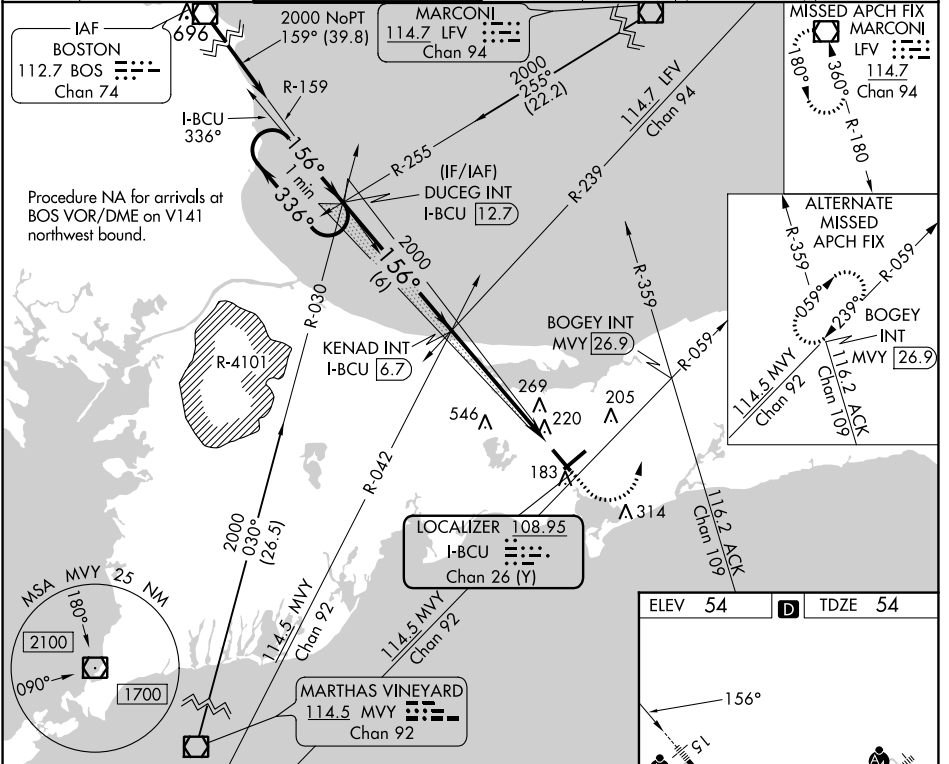 IAF
BOSTON
112.7 BOS
Chan 74
696
2000 NoPT
159° (39.8)
R-159
I-BCU
336°
156°
1 min
336°
MARCONI
114.7 LFV
Chan 94
2000
255°
(22.2)
R-255
114.7 LFV
Chan 94
R-239
MISSED APCH FIX
MARCONI
LFV
114.7
Chan 94
180°
360°
R-180
Procedure NA for arrivals at
BOS VOR/DME on V141
northwest bound.
(IF/IAF)
DUCEG INT
I-BCU 12.7
2000
156°
(6)
ALTERNATE
MISSED
APCH FIX
R-359
R-059
059°
239°
BOGEY
INT
MVY 26.9
114.5 MVY
Chan 92
116.2 ACK
Chan 109
R-4101
R-030
KENAD INT
I-BCU 6.7
R-359
BOGEY INT
MVY 26.9
R-059
269
220
205
546
183
314
R-042
2000
030°
(26.5)
LOCALIZER 108.95
I-BCU
Chan 26 (Y)
116.2 ACK
Chan 109
114.5 MVY
Chan 92
114.5 MVY
Chan 92
MSA MVY 25 NM
180°
2100
090°
1700
MARTHAS VINEYARD
114.5 MVY
Chan 92
ELEV 54
D
TDZE 54
156°
15
A